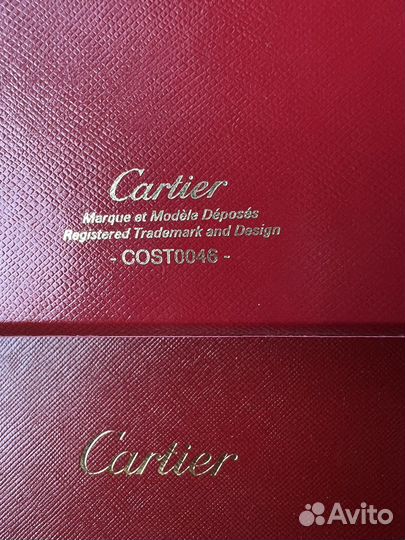 Cartier
Marque et Modèle Déposés
Registered Trademark and Design
- COST0046 -
Cartier
Avito